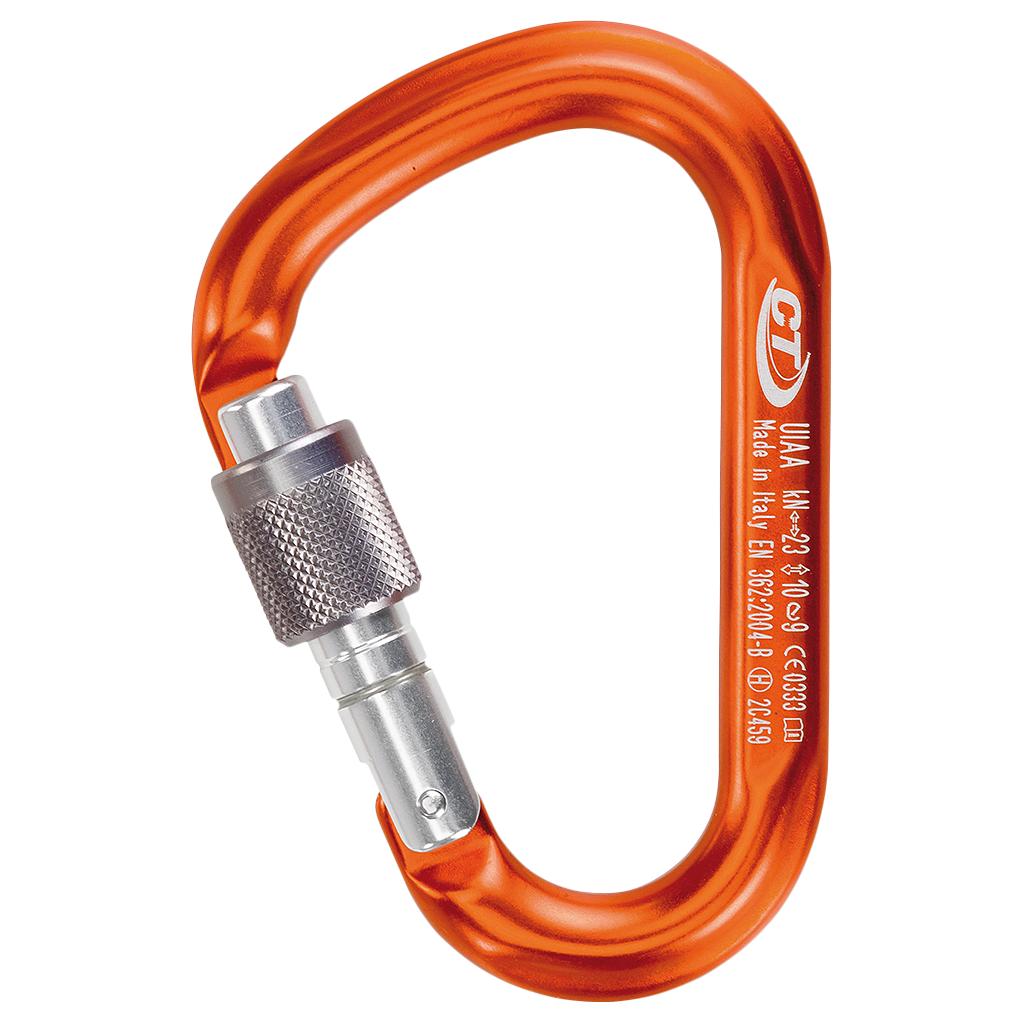 CT
UIAA kN⇔23 ⇕10 9 CE0333
Made in Italy EN 362:2004-B H 2C459